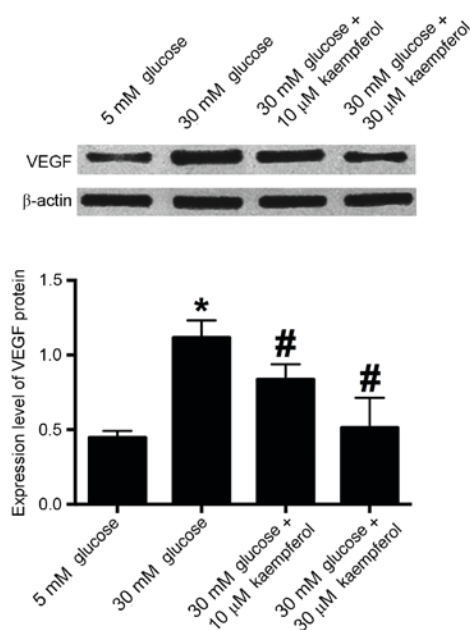 5 mM glucose
30 mM glucose
30 mM glucose +
10 μM kaempferol
30 mM glucose +
30 μM kaempferol
VEGF
β-actin
Expression level of VEGF protein
1.5
1.0
0.5
0.0
*
#
#
5 mM glucose
30 mM glucose
30 mM glucose +
10 μM kaempferol
30 mM glucose +
30 μM kaempferol